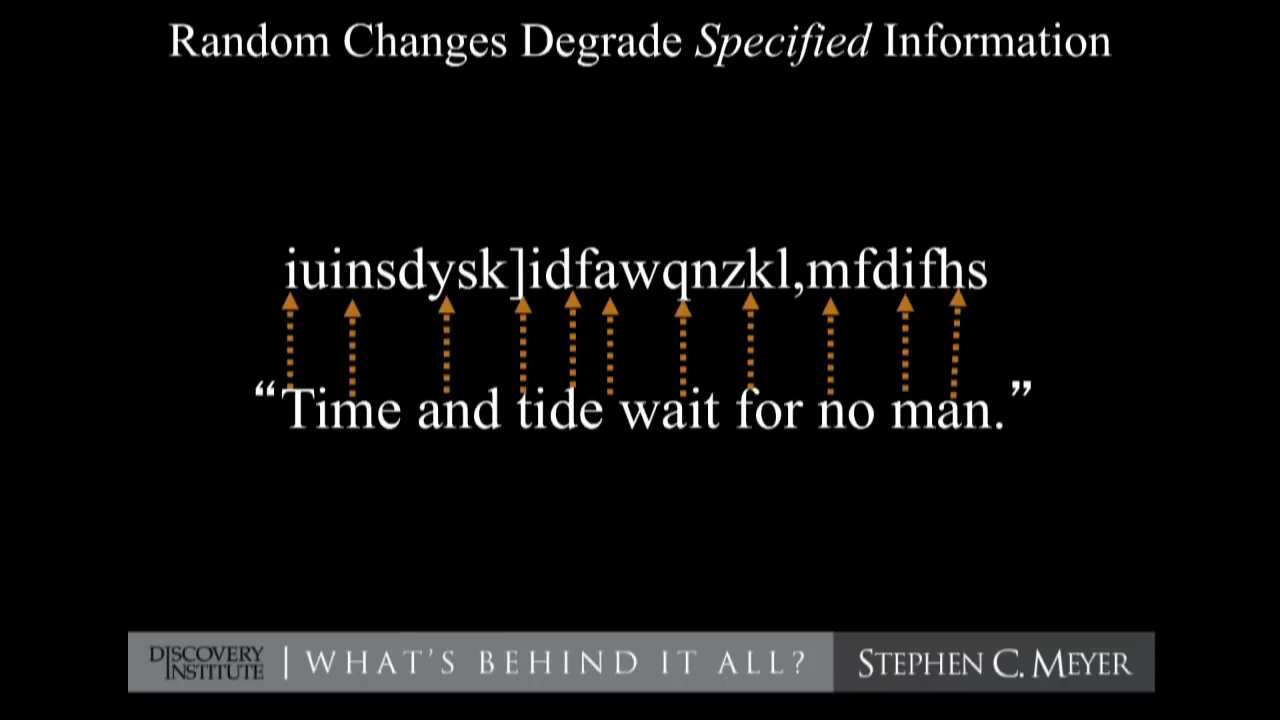 Random Changes Degrade Specified Information
iuinsdysk]idfawqnzkl,mfdifhs
“Time and tide wait for no man.”
DISCOVERY INSTITUTE | WHAT’S BEHIND IT ALL? STEPHEN C. MEYER